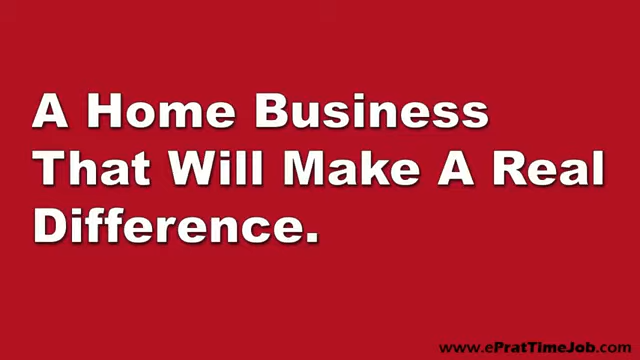 A Home Business
That Will Make A Real
Difference.
www.ePratTimeJob.com